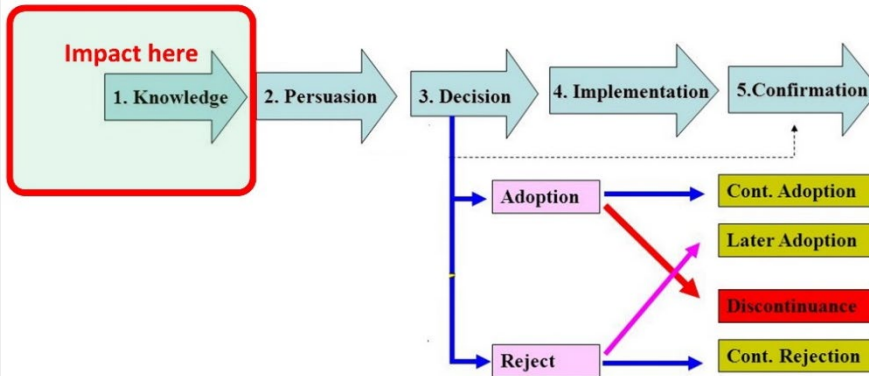 Impact here
1. Knowledge
2. Persuasion
3. Decision
4. Implementation
5.Confirmation
Adoption
Cont. Adoption
Later Adoption
Discontinuance
Reject
Cont. Rejection